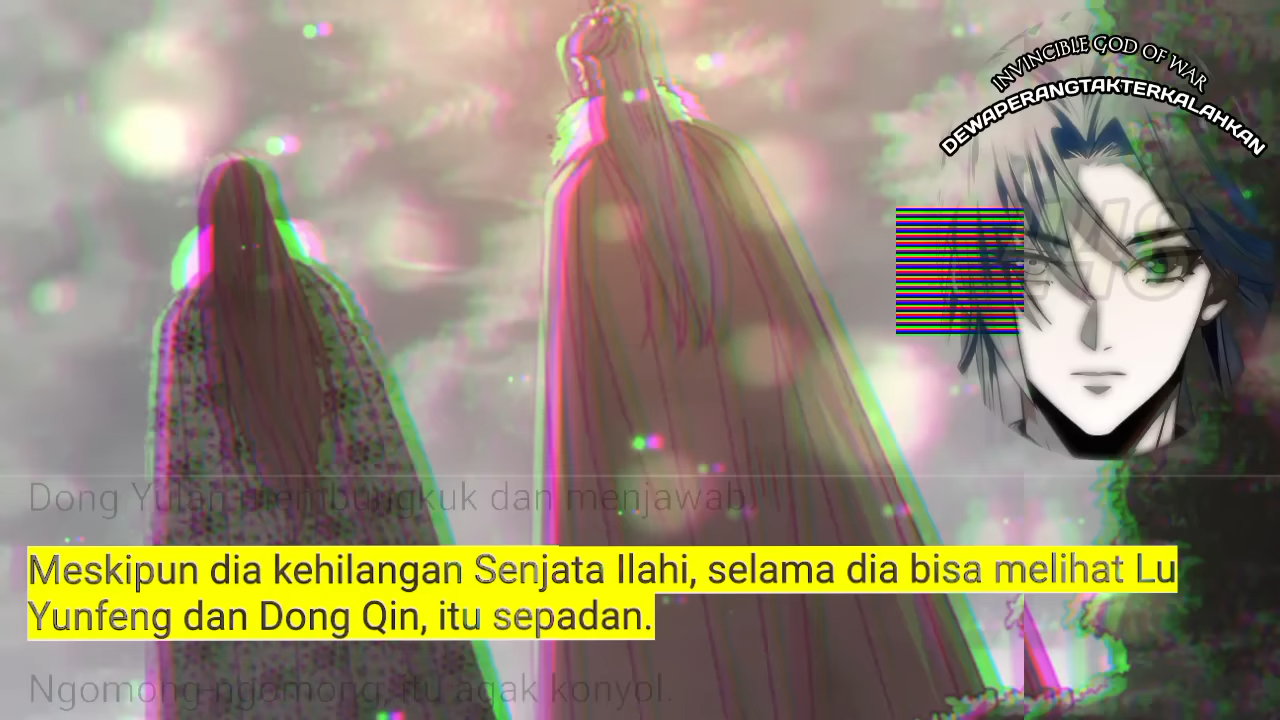 INVINCIBLE GOD OF WAR
DEWAPERANGTAKTERKALAHKAN
Dong Yulan membungkuk dan menjawab.
Meskipun dia kehilangan Senjata Ilahi, selama dia bisa melihat Lu
Yunfeng dan Dong Qin, itu sepadan.
Ngomong-ngomong, itu agak konyol.